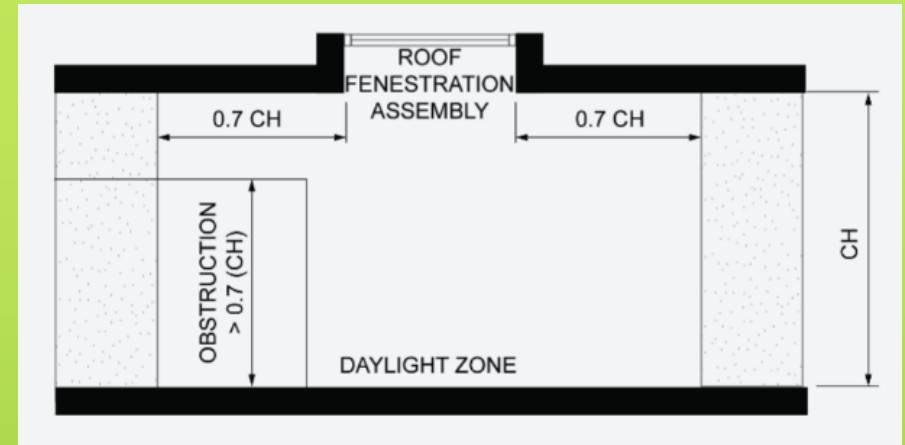 ROOF
FENESTRATION
ASSEMBLY
0.7 CH
0.7 CH
OBSTRUCTION
> 0.7 (CH)
CH
DAYLIGHT ZONE